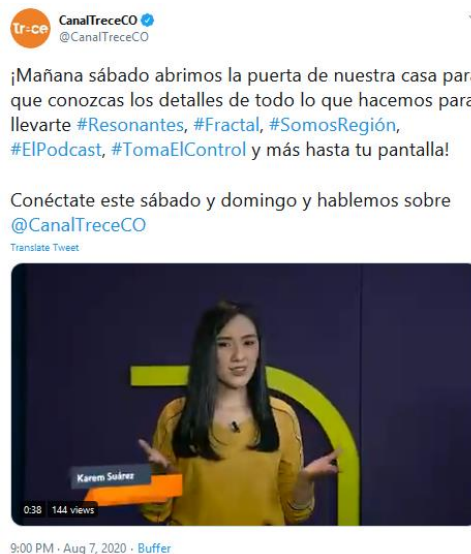 Tr:ce
CanalTreceCO
@CanalTreceCO
¡Mañana sábado abrimos la puerta de nuestra casa para
que conozcas los detalles de todo lo que hacemos para
llevarte #Resonantes, #Fractal, #SomosRegión,
#ElPodcast, #TomaElControl y más hasta tu pantalla!
Conéctate este sábado y domingo y hablemos sobre
@CanalTreceCO
Translate Tweet
Karem Suárez
0:38 144 views
9:00 PM · Aug 7, 2020 · Buffer